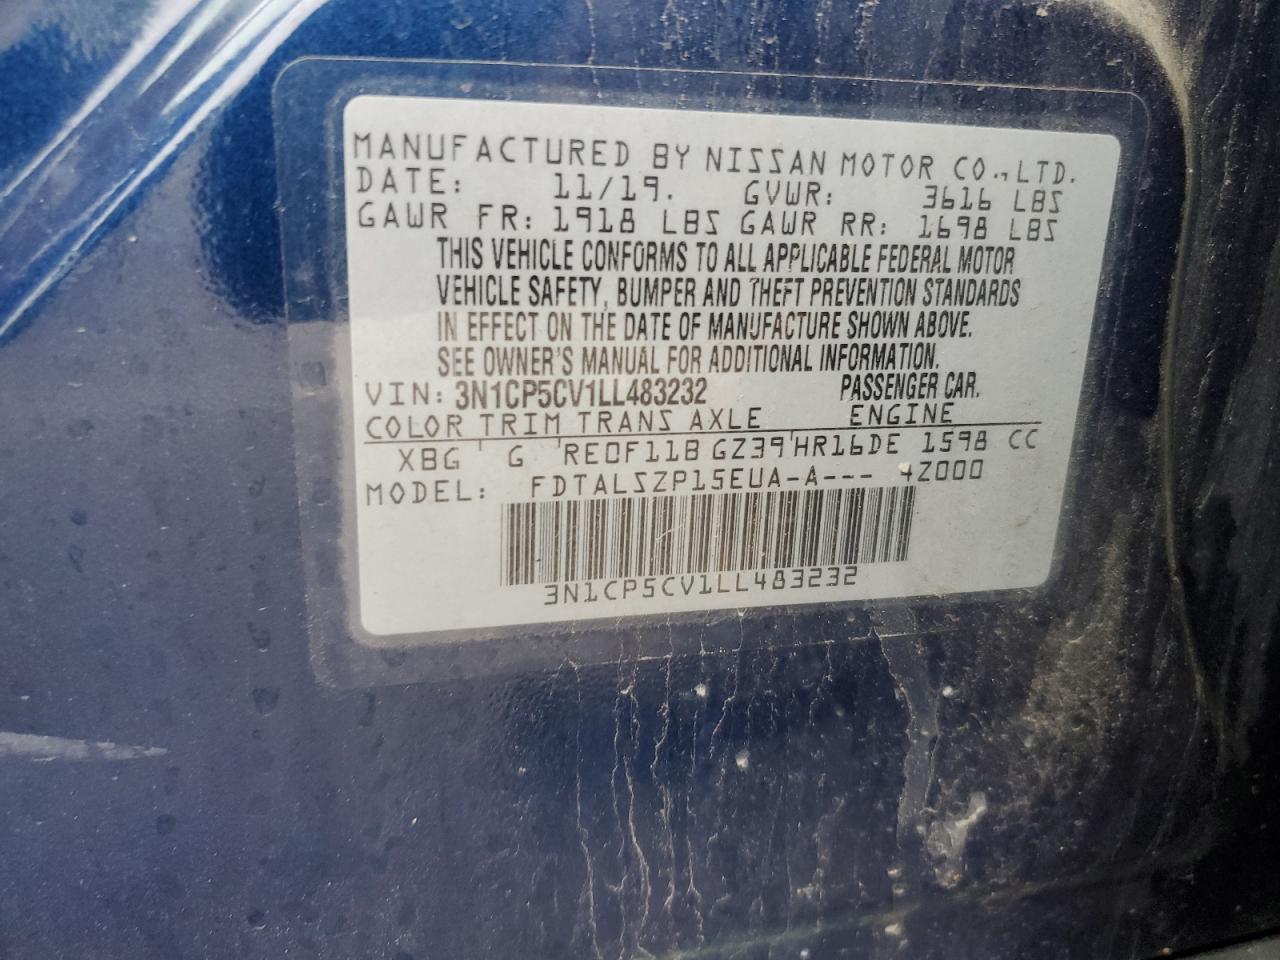 MANUFACTURED BY NISSAN MOTOR CO., LTD.
DATE: 11/19. GVWR: 3616 LBS
GAWR FR: 1918 LBS GAWR RR: 1698 LBS
THIS VEHICLE CONFORMS TO ALL APPLICABLE FEDERAL MOTOR
VEHICLE SAFETY, BUMPER AND THEFT PREVENTION STANDARDS
IN EFFECT ON THE DATE OF MANUFACTURE SHOWN ABOVE.
SEE OWNER'S MANUAL FOR ADDITIONAL INFORMATION.
VIN: 3N1CP5CV1LL483232 PASSENGER CAR.
COLOR TRIM TRANS AXLE ENGINE
XBG G RE0F11B GZ39 HR16DE 1598 CC
MODEL: FDTALSZP15EUA-A--- 4Z000
3N1CP5CV1LL483232